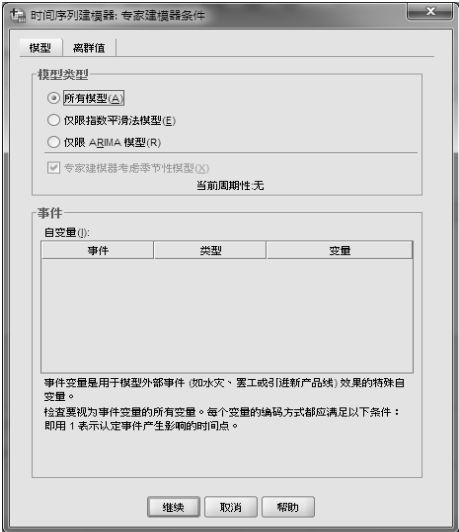 时间序列建模器: 专家建模器条件
模型 离群值
模型类型
所有模型(A)
仅限指数平滑法模型(E)
仅限 ARIMA 模型(R)
专家建模器考虑季节性模型(X)
当前周期性:无
事件
自变量(I):
事件 类型 变量
事件变量是用于模型外部事件 (如水灾、罢工或引进新产品线) 效果的特殊自
变量。
检查要视为事件变量的所有变量。每个变量的编码方式都应满足以下条件：
即用 1 表示认定事件产生影响的时间点。
继续 取消 帮助